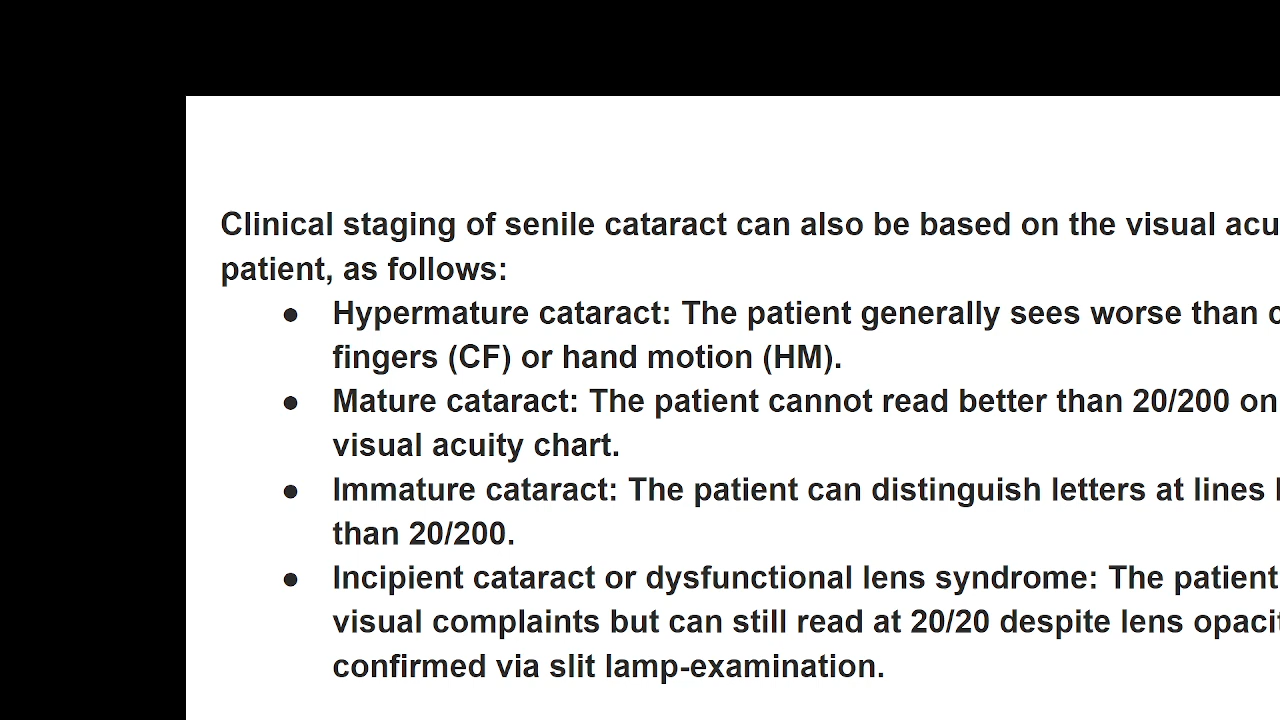 Clinical staging of senile cataract can also be based on the visual acu
patient, as follows:
● Hypermature cataract: The patient generally sees worse than
fingers (CF) or hand motion (HM).
● Mature cataract: The patient cannot read better than 20/200 on
visual acuity chart.
● Immature cataract: The patient can distinguish letters at lines
than 20/200.
● Incipient cataract or dysfunctional lens syndrome: The patient
visual complaints but can still read at 20/20 despite lens opaci
confirmed via slit lamp-examination.